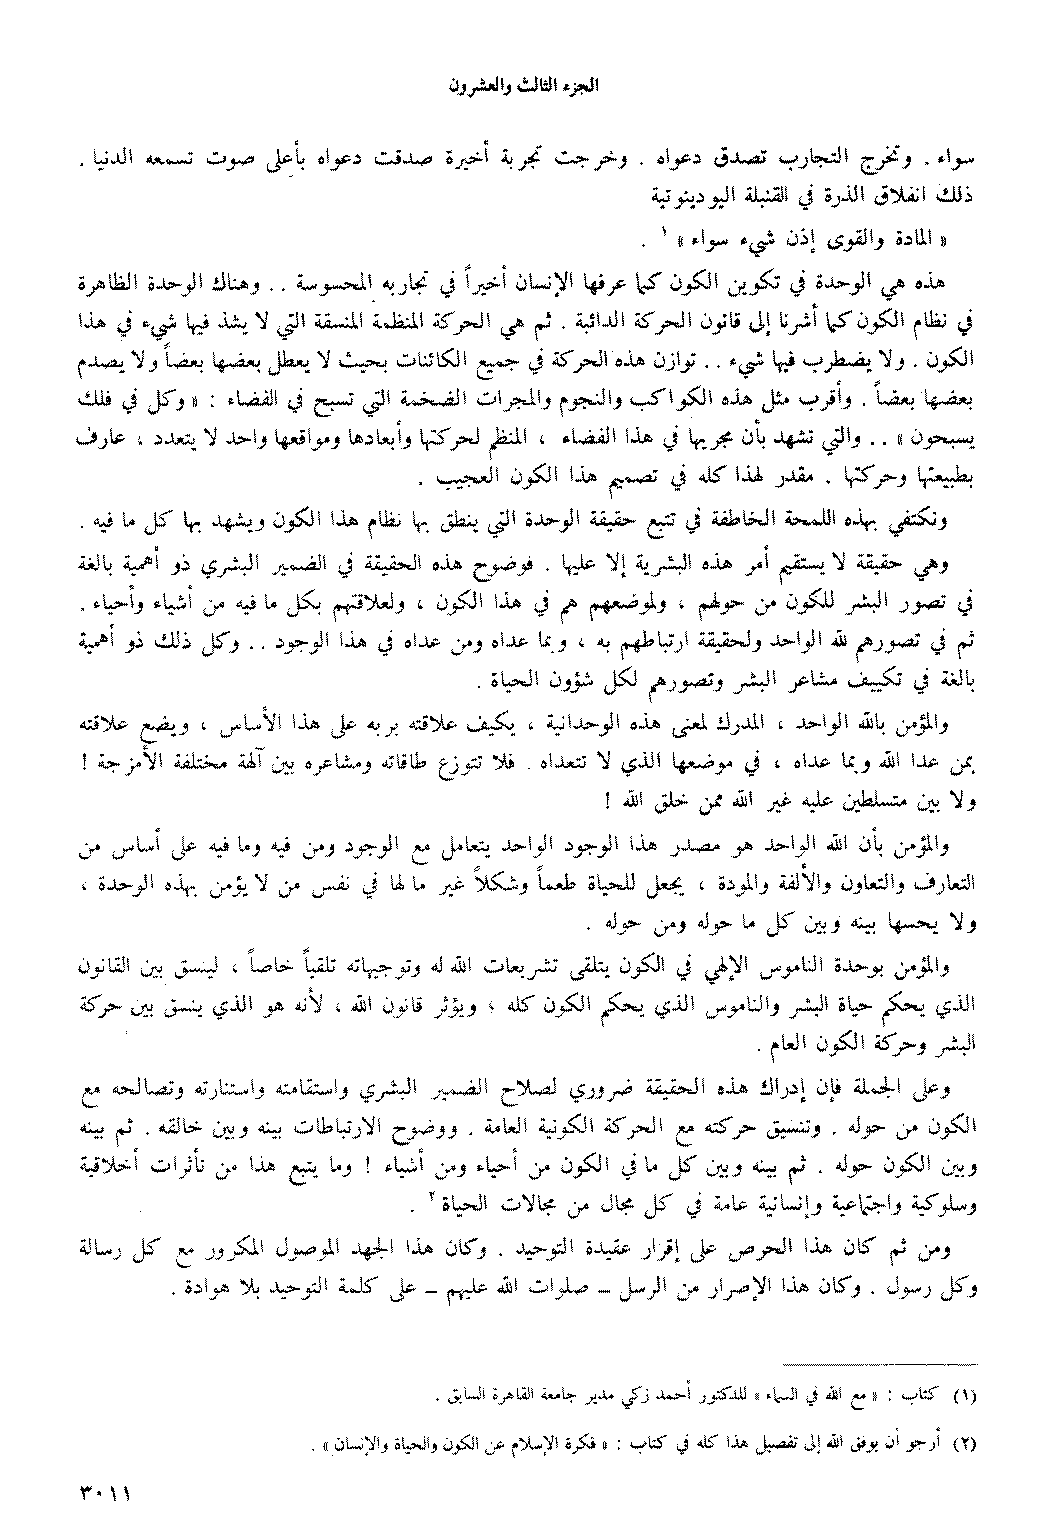 الجزء الثالث والعشرون
سواء. وتخرج التجارب تصدق دعواه . وخرجت تجربة أخيرة صدقت دعواه بأعلى صوت تسمعه الدنيا .
ذلك انفلاق الذرة في القنبلة اليودينوتية
« المادة والقوى إذن شيء سواء » ١ .
هذه هي الوحدة في تكوين الكون كما عرفها الإنسان أخيراً في تجاربه المحسوسة .. وهناك الوحدة الظاهرة
في نظام الكون كما أشرنا إلى قانون الحركة الدائبة . ثم هي الحركة المنظمة المنسقة التي لا يشذ فيها شيء في هذا
الكون . ولا يضطرب فيها شيء .. توازن هذه الحركة في جميع الكائنات بحيث لا يعطل بعضها بعضاً ولا يصدم
بعضها بعضاً . وأقرب مثل هذه الكواكب والنجوم والمجرات الضخمة التي تسبح في الفضاء : « وكل في فلك
يسبحون » .. والتي تشهد بأن مجريها في هذا الفضاء ، المنظم لحركتها وأبعادها ومواقعها واحد لا يتعدد ، عارف
بطبيعتها وحركتها . مقدر لهذا كله في تصميم هذا الكون العجيب .
ونكتفي بهذه اللمحة الخاطفة في تتبع حقيقة الوحدة التي ينطق بها نظام هذا الكون ويشهد بها كل ما فيه .
وهي حقيقة لا يستقيم أمر هذه البشرية إلا عليها . فوضوح هذه الحقيقة في الضمير البشري ذو أهمية بالغة
في تصور البشر للكون من حولهم ، ولموضعهم هم في هذا الكون ، ولعلاقتهم بكل ما فيه من أشياء وأحياء .
ثم في تصورهم لله الواحد ولحقيقة ارتباطهم به ، وبما عداه ومن عداه في هذا الوجود .. وكل ذلك ذو أهمية
بالغة في تكييف مشاعر البشر وتصورهم لكل شؤون الحياة .
والمؤمن بالله الواحد ، المدرك لمعنى هذه الوحدانية ، يكيف علاقته بربه على هذا الأساس ، ويضع علاقته
بمن عدا الله وبما عداه ، في موضعها الذي لا تتعداه . فلا تتوزع طاقاته ومشاعره بين آلهة مختلفة الأمزجة !
ولا بين متسلطين عليه غير الله ممن خلق الله !
والمؤمن بأن الله الواحد هو مصدر هذا الوجود الواحد يتعامل مع الوجود ومن فيه وما فيه على أساس من
التعارف والتعاون والألفة والمودة ، يجعل للحياة طعماً وشكلاً غير ما لها في نفس من لا يؤمن بهذه الوحدة ،
ولا يحسها بينه وبين كل ما حوله ومن حوله .
والمؤمن بوحدة الناموس الإلهي في الكون يتلقى تشريعات الله له وتوجيهاته تلقياً خاصاً ، لينسق بين القانون
الذي يحكم حياة البشر والناموس الذي يحكم الكون كله ؛ ويؤثر قانون الله ، لأنه هو الذي ينسق بين حركة
البشر وحركة الكون العام .
وعلى الجملة فإن إدراك هذه الحقيقة ضروري لصلاح الضمير البشري واستقامته واستنارته وتصالحه مع
الكون من حوله . وتنسيق حركته مع الحركة الكونية العامة . ووضوح الارتباطات بينه وبين خالقه . ثم بينه
وبين الكون حوله . ثم بينه وبين كل ما في الكون من أحياء ومن أشياء ! وما يتبع هذا من تأثرات أخلاقية
وسلوكية واجتماعية وإنسانية عامة في كل مجال من مجالات الحياة ٢ .
ومن ثم كان هذا الحرص على إقرار عقيدة التوحيد . وكان هذا الجهد الموصول المكرور مع كل رسالة
وكل رسول . وكان هذا الإصرار من الرسل – صلوات الله عليهم – على كلمة التوحيد بلا هوادة .
(١) كتاب : « مع الله في السماء » للدكتور أحمد زكي مدير جامعة القاهرة السابق .
(٢) أرجو أن يوفق الله إلى تفصيل هذا كله في كتاب : « فكرة الإسلام عن الكون والحياة والإنسان » .
٣٠١١